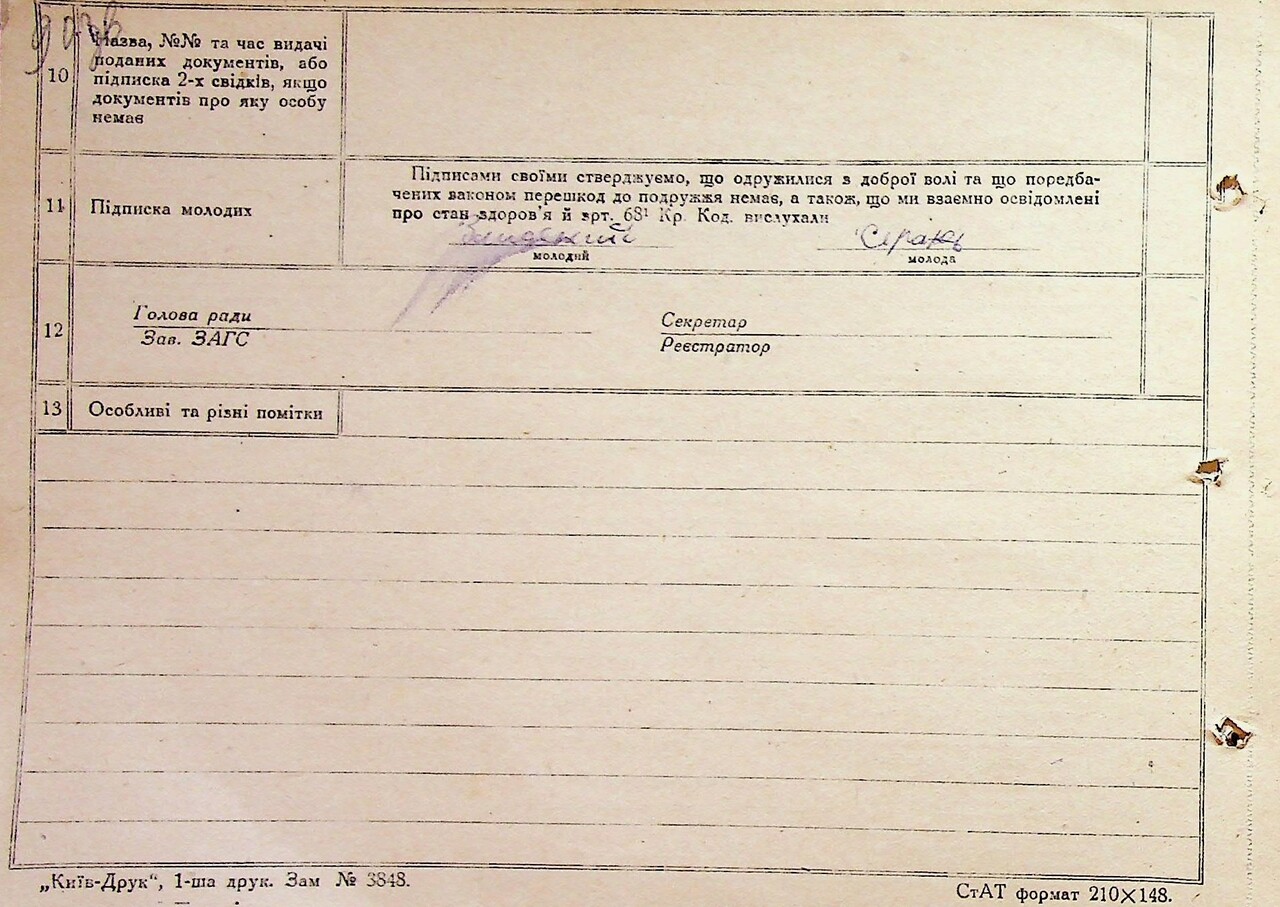 10
Назва, №№ та час видачі
поданих документів, або
підписка 2-х свідків, якщо
документів про яку особу
немає
11
Підписка молодих
Підписами своїми стверджуємо, що одружилися з доброї волі та що поредба-
чених законом перешкод до подружжя немає, а також, що ми взаємно освідомлені
про стан здоров'я й арт. 68¹ Кр. Код. вислухали
молодий
молода
12
Голова ради
Зав. ЗАГС
Секретар
Реєстратор
13
Особливі та різні помітки
„Київ-Друк“, 1-ша друк. Зам № 3848.
СтАТ формат 210×148.